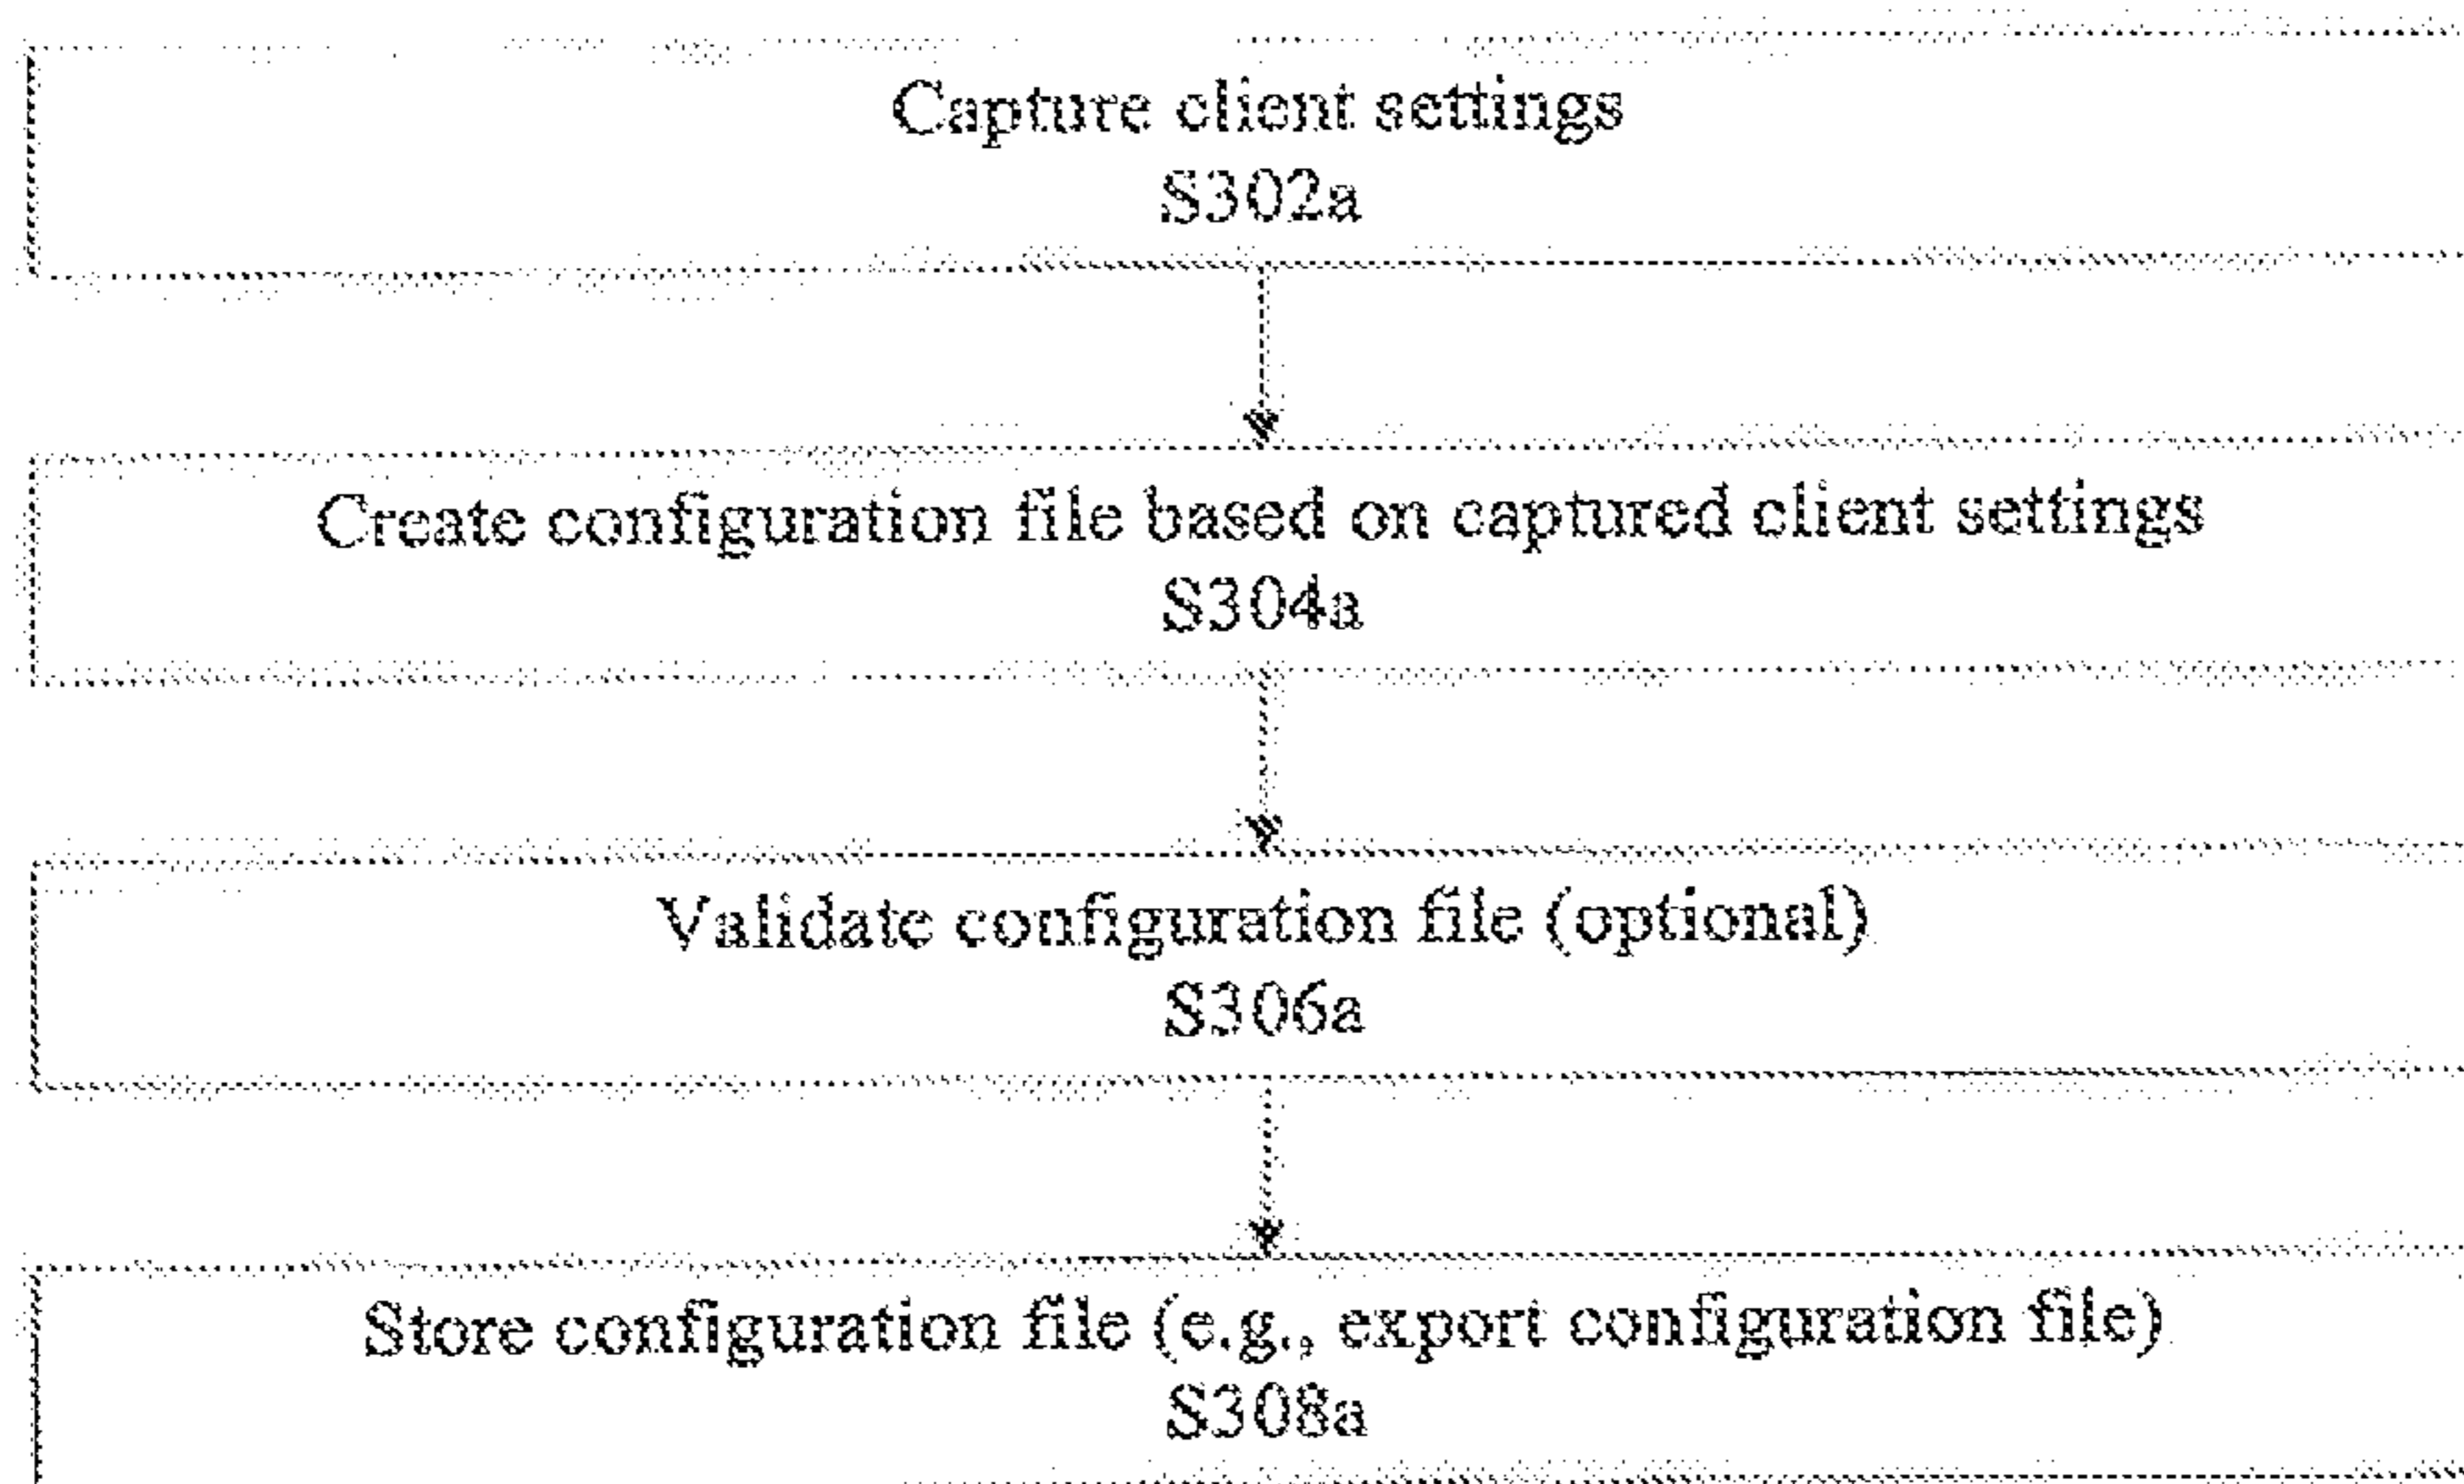 Capture client settings
S302a
Create configuration file based on captured client settings
S304a
Validate configuration file (optional)
S306a
Store configuration file (e.g., export configuration file)
S308a